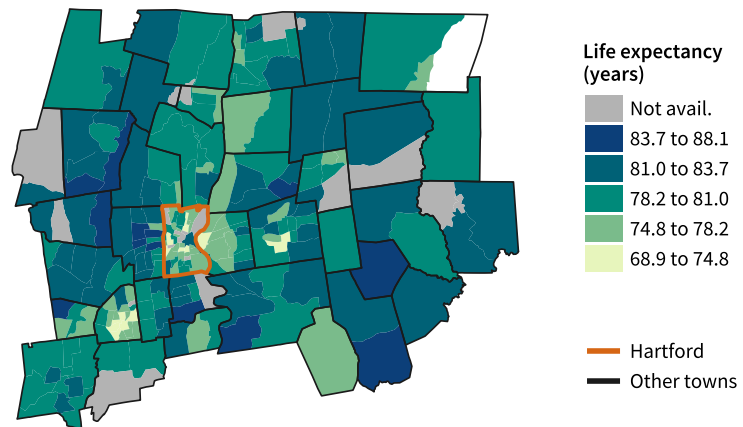 Life expectancy
(years)
Not avail.
83.7 to 88.1
81.0 to 83.7
78.2 to 81.0
74.8 to 78.2
68.9 to 74.8
Hartford
Other towns